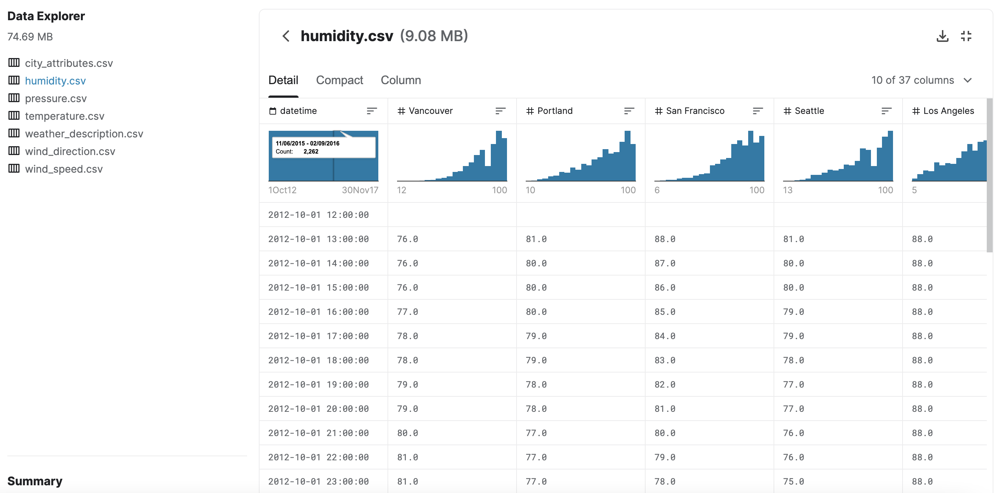 Data Explorer
74.69 MB
city_attributes.csv
humidity.csv
pressure.csv
temperature.csv
weather_description.csv
wind_direction.csv
wind_speed.csv
Summary
humidity.csv (9.08 MB)
Detail Compact Column 10 of 37 columns
datetime # Vancouver # Portland # San Francisco # Seattle # Los Angeles
11/06/2015 - 02/09/2016
Count: 2,262
1Oct12 30Nov17 12 100 10 100 6 100 13 100 5
2012-10-01 12:00:00
2012-10-01 13:00:00 76.0 81.0 88.0 81.0 88.0
2012-10-01 14:00:00 76.0 80.0 87.0 80.0 88.0
2012-10-01 15:00:00 76.0 80.0 86.0 80.0 88.0
2012-10-01 16:00:00 77.0 80.0 85.0 79.0 88.0
2012-10-01 17:00:00 78.0 79.0 84.0 79.0 88.0
2012-10-01 18:00:00 78.0 79.0 83.0 78.0 88.0
2012-10-01 19:00:00 79.0 78.0 82.0 77.0 88.0
2012-10-01 20:00:00 79.0 78.0 81.0 77.0 88.0
2012-10-01 21:00:00 80.0 77.0 80.0 76.0 88.0
2012-10-01 22:00:00 81.0 77.0 79.0 76.0 88.0
2012-10-01 23:00:00 81.0 77.0 78.0 75.0 88.0